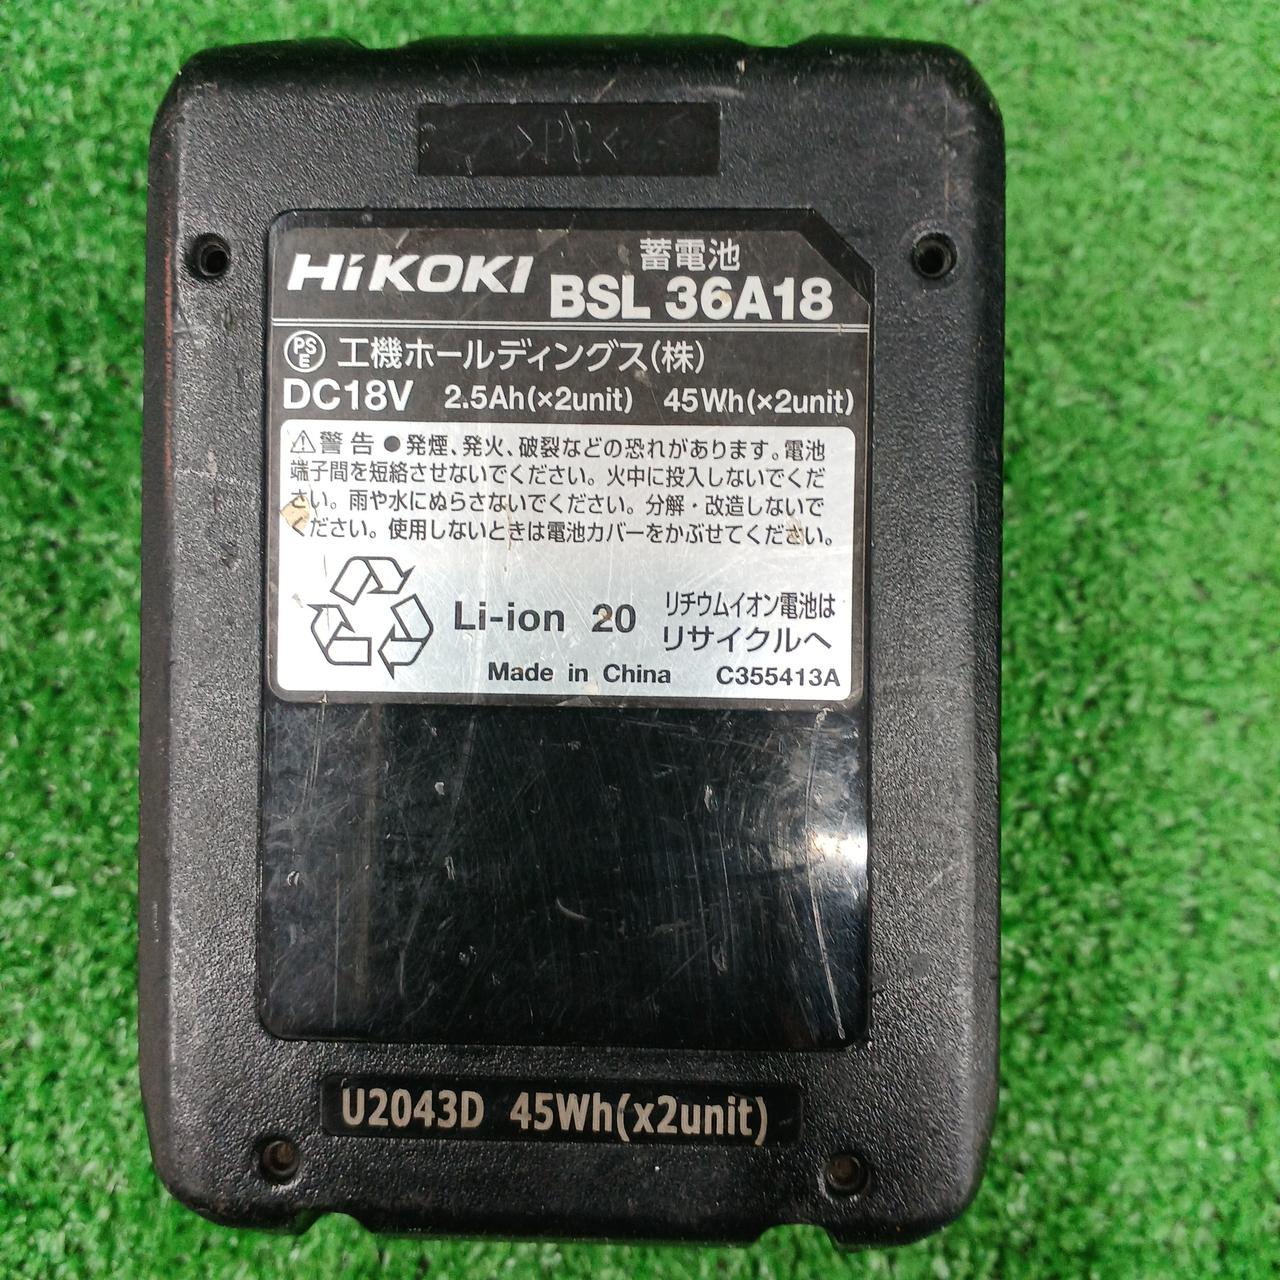 >PC<
HiKOKI
蓄電池
BSL 36A18
PS E 工機ホールディングス(株)
DC18V 2.5Ah(×2unit) 45Wh(×2unit)
⚠警告 ●発煙、発火、破裂などの恐れがあります。電池
端子間を短絡させないでください。火中に投入しないでくだ
さい。雨や水にぬらさないでください。分解・改造しないで
ください。使用しないときは電池カバーをかぶせてください。
Li-ion 20
リチウムイオン電池は
リサイクルへ
Made in China C355413A
U2043D 45Wh(x2unit)